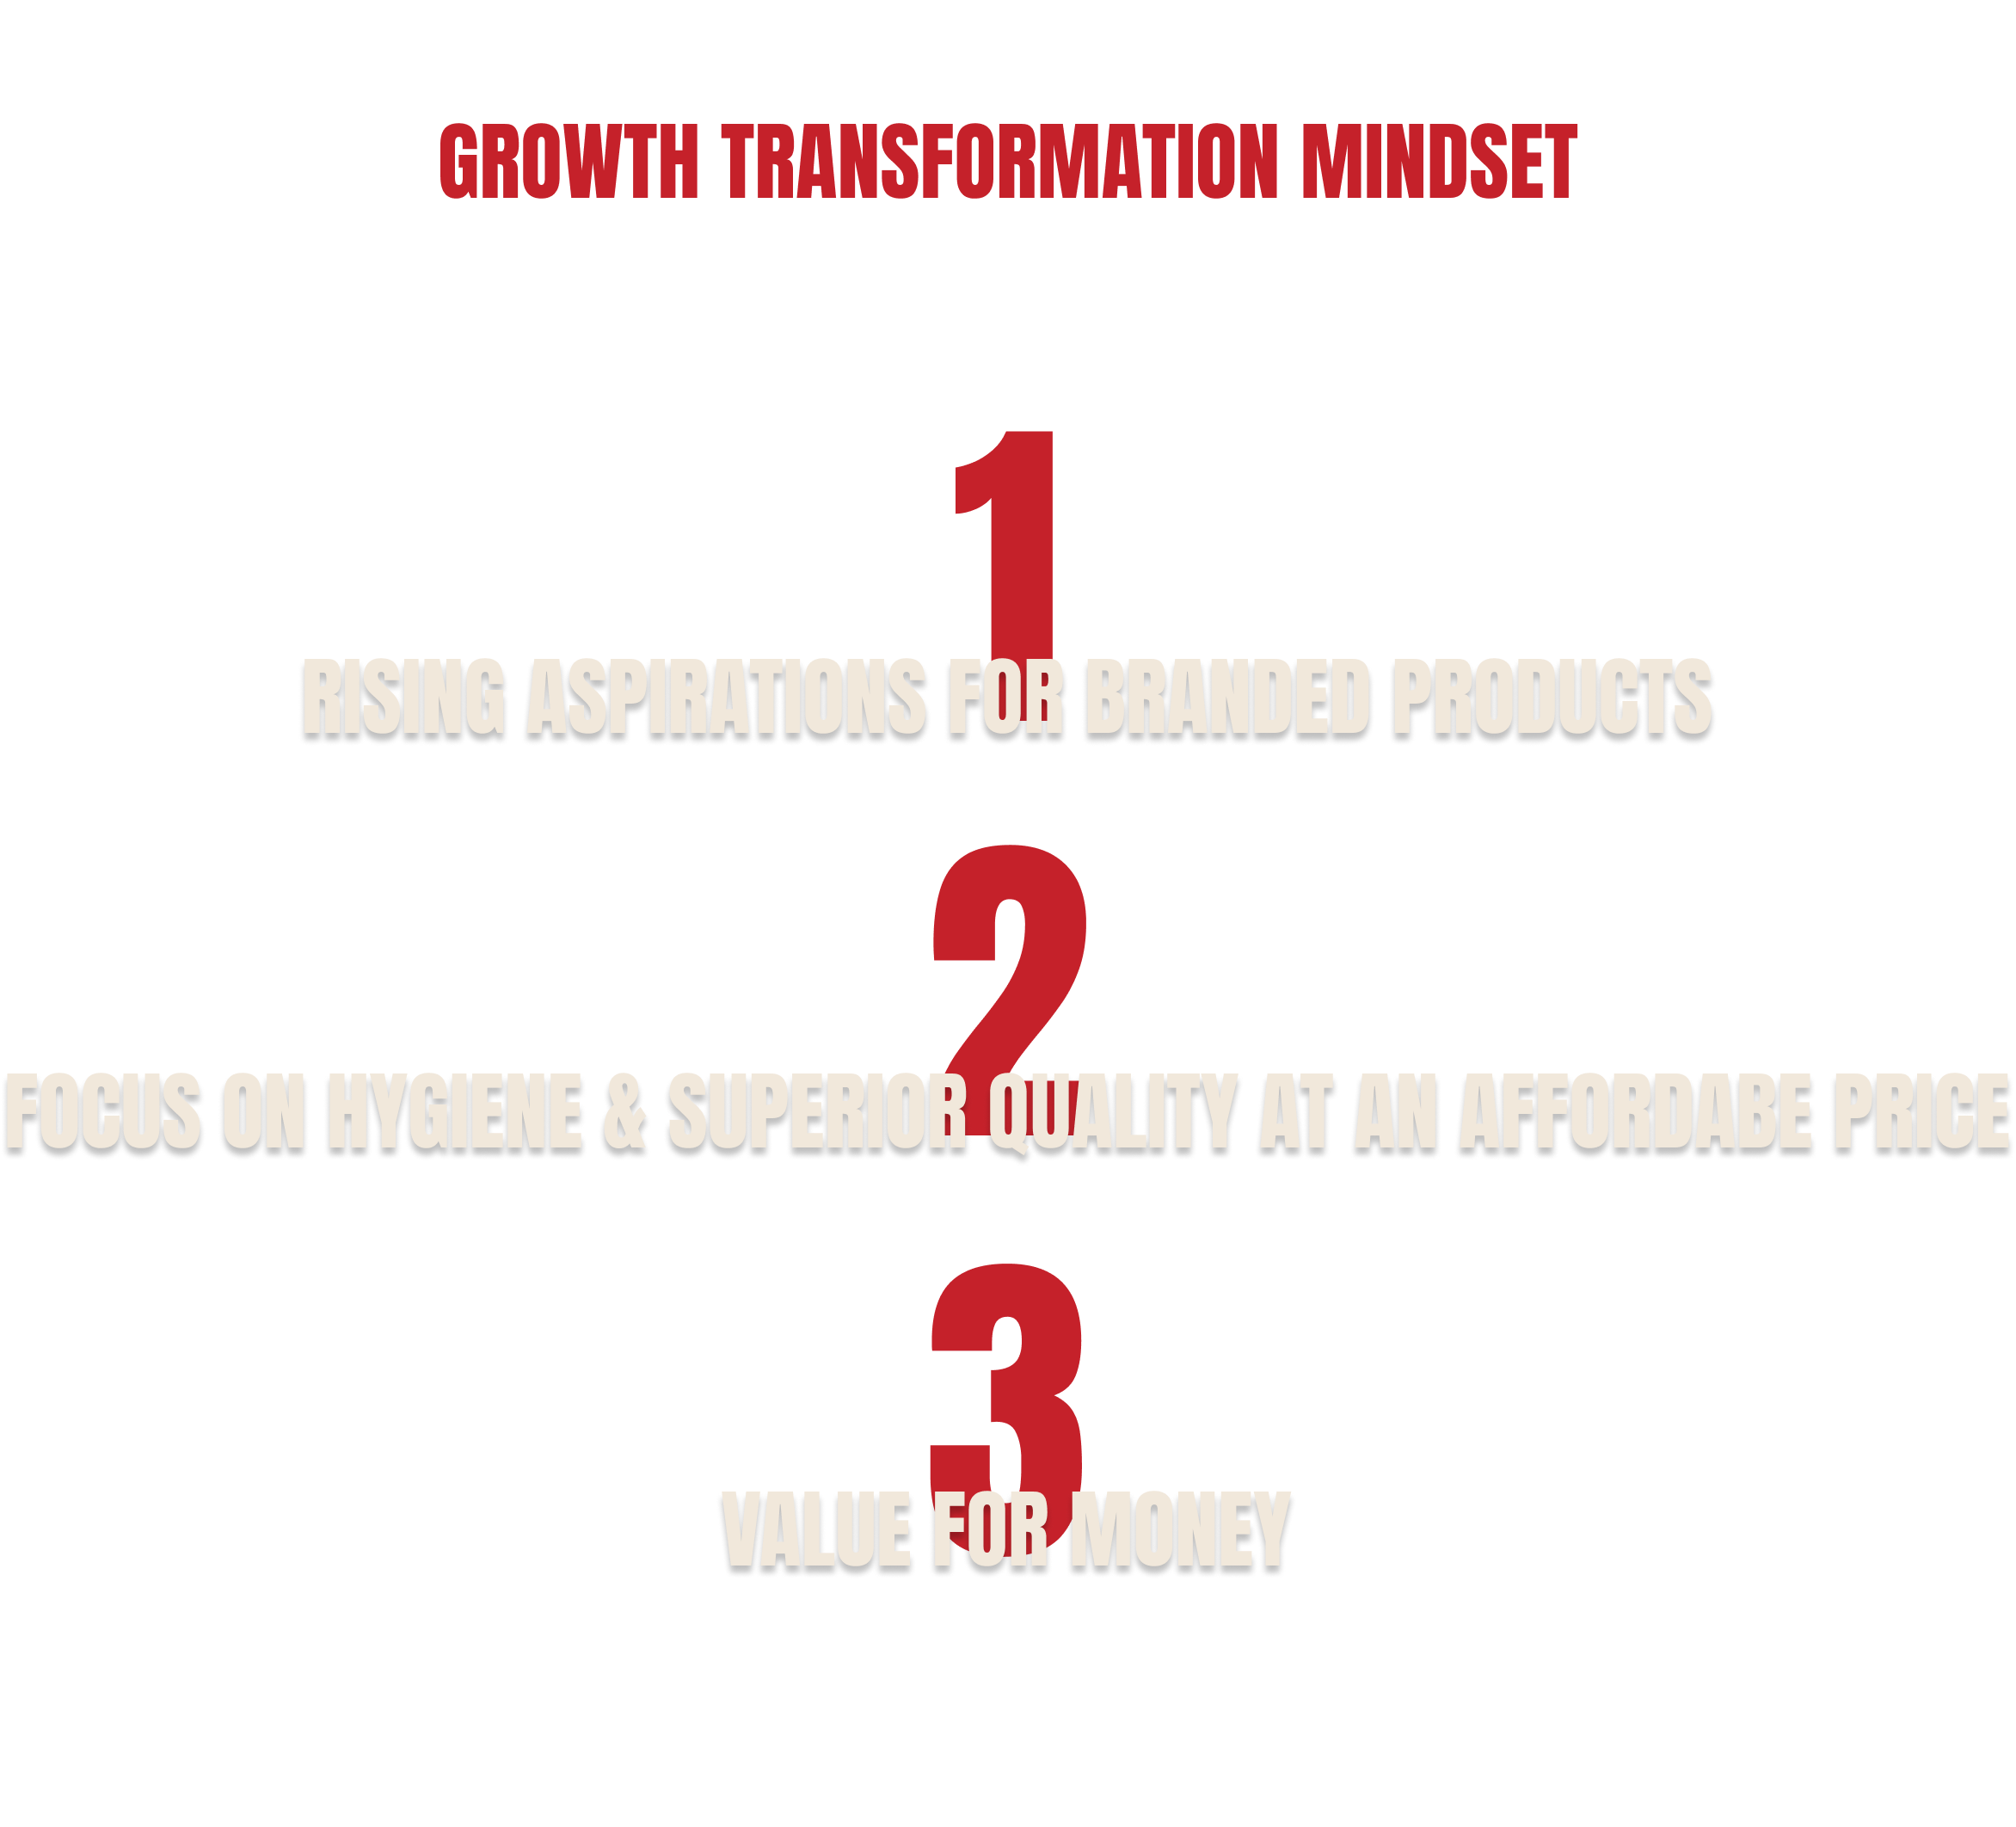 GROWTH TRANSFORMATION MINDSET
1
RISING ASPIRATIONS FOR BRANDED PRODUCTS
2
FOCUS ON HYGIENE & SUPERIOR QUALITY AT AN AFFORDABE PRICE
3
VALUE FOR MONEY